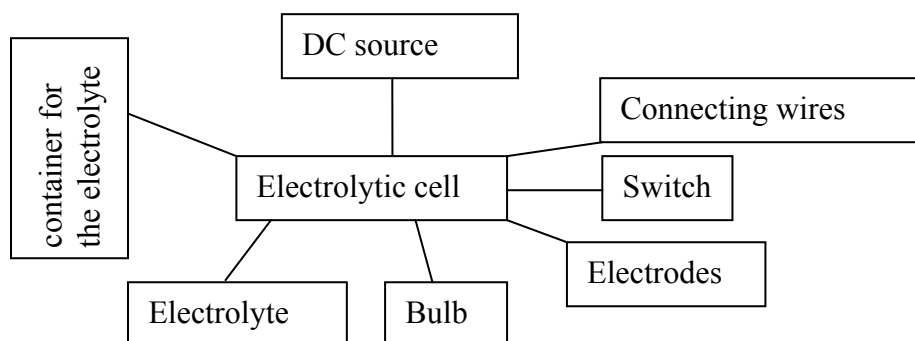 DC source
container for
the electrolyte
Connecting wires
Electrolytic cell
Switch
Electrodes
Electrolyte
Bulb